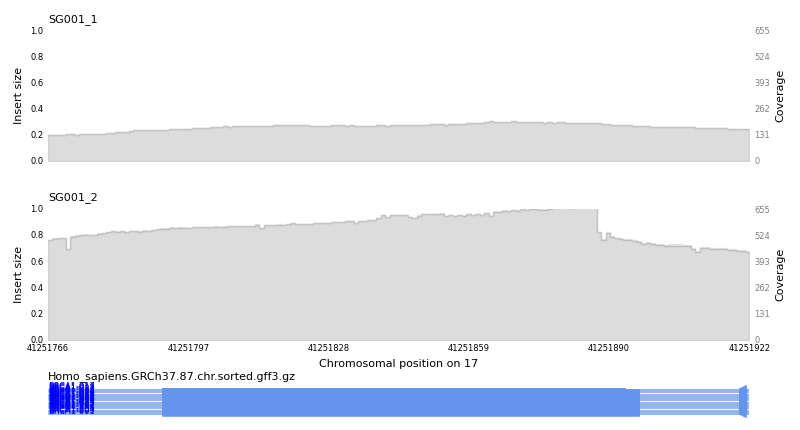 SG001_1
1.0
0.8
0.6
0.4
0.2
0.0
Insert size
655
524
393
262
131
0
Coverage
SG001_2
1.0
0.8
0.6
0.4
0.2
0.0
Insert size
655
524
393
262
131
0
Coverage
41251766 41251797 41251828 41251859 41251890 41251922
Chromosomal position on 17
Homo_sapiens.GRCh37.87.chr.sorted.gff3.gz